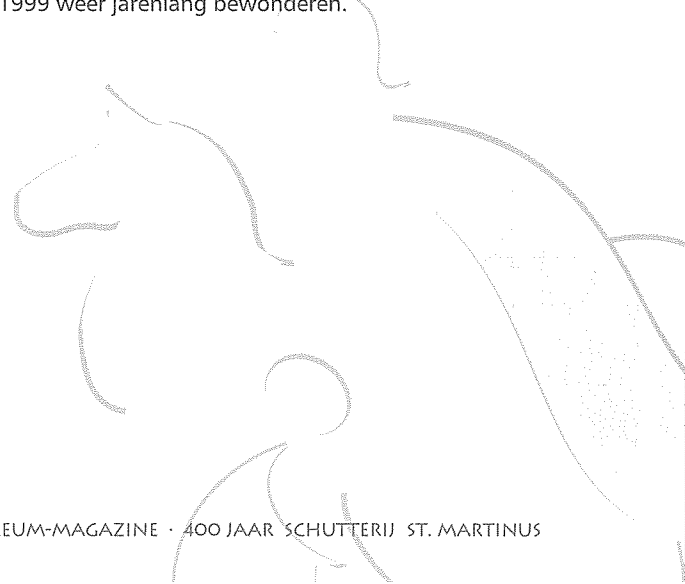 1999 weer jarenlang bewonderen.
EUM-MAGAZINE · 400 JAAR SCHUTTERIJ ST. MARTINUS